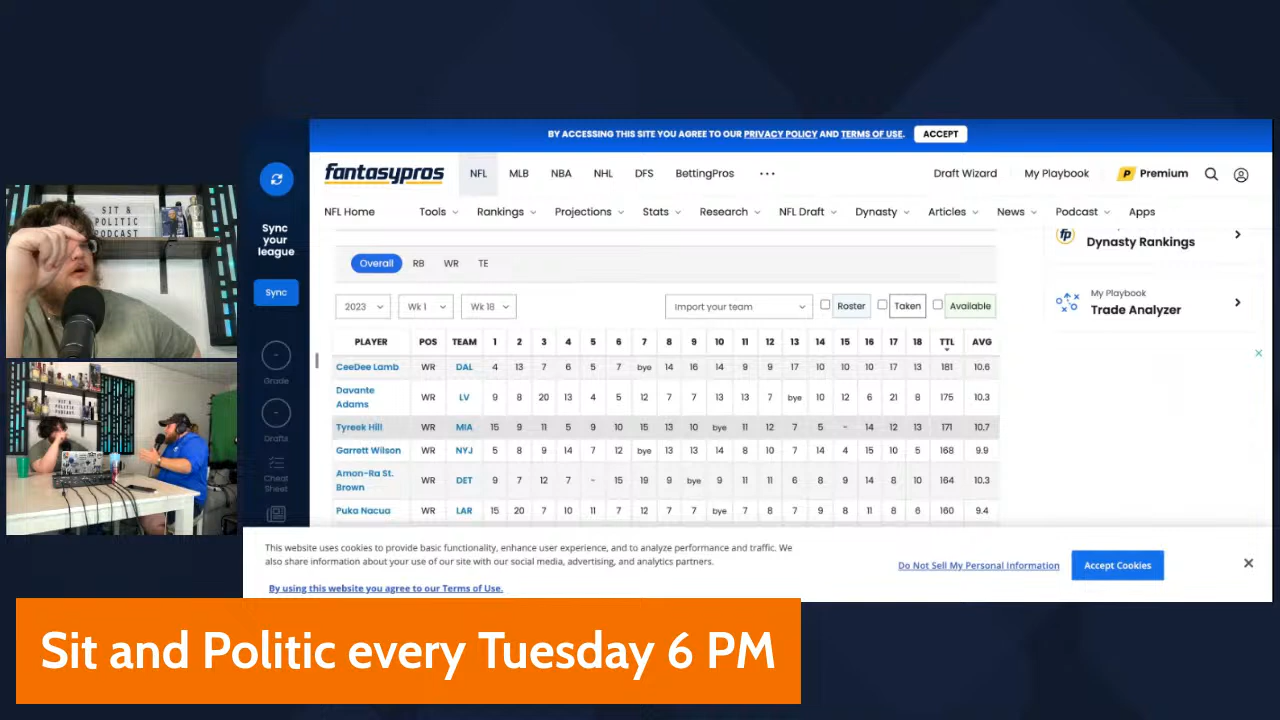 BY ACCESSING THIS SITE YOU AGREE TO OUR PRIVACY POLICY AND TERMS OF USE. ACCEPT
fantasypros NFL MLB NBA NHL DFS BettingPros ... Draft Wizard My Playbook P Premium
NFL Home Tools Rankings Projections Stats Research NFL Draft Dynasty Articles News Podcast Apps
Sync your league
Sync
Grade
Drafts
Cheat Sheet
SIT &
POLITIC
PODCAST
fp Dynasty Rankings
My Playbook
Trade Analyzer
Overall RB WR TE
2023 Wk 1 Wk 18 Import your team Roster Taken Available
PLAYER POS TEAM 1 2 3 4 5 6 7 8 9 10 11 12 13 14 15 16 17 18 TTL AVG
CeeDee Lamb WR DAL 4 13 7 6 5 7 bye 14 16 14 9 9 17 10 10 10 17 13 181 10.6
Davante Adams WR LV 9 8 20 13 4 5 12 7 7 13 13 7 bye 10 12 6 21 8 175 10.3
Tyreek Hill WR MIA 15 9 11 5 9 10 15 13 10 bye 11 12 7 5 - 14 12 13 171 10.7
Garrett Wilson WR NYJ 5 8 9 14 7 12 bye 13 13 14 8 10 7 14 4 15 10 5 168 9.9
Amon-Ra St. Brown WR DET 9 7 12 7 - 15 19 9 bye 9 11 11 6 8 9 14 8 10 164 10.3
Puka Nacua WR LAR 15 20 7 10 11 7 12 7 7 bye 7 8 7 9 8 11 8 6 160 9.4
This website uses cookies to provide basic functionality, enhance user experience, and to analyze performance and traffic. We
also share information about your use of our site with our social media, advertising, and analytics partners.
Do Not Sell My Personal Information Accept Cookies
By using this website you agree to our Terms of Use.
Sit and Politic every Tuesday 6 PM